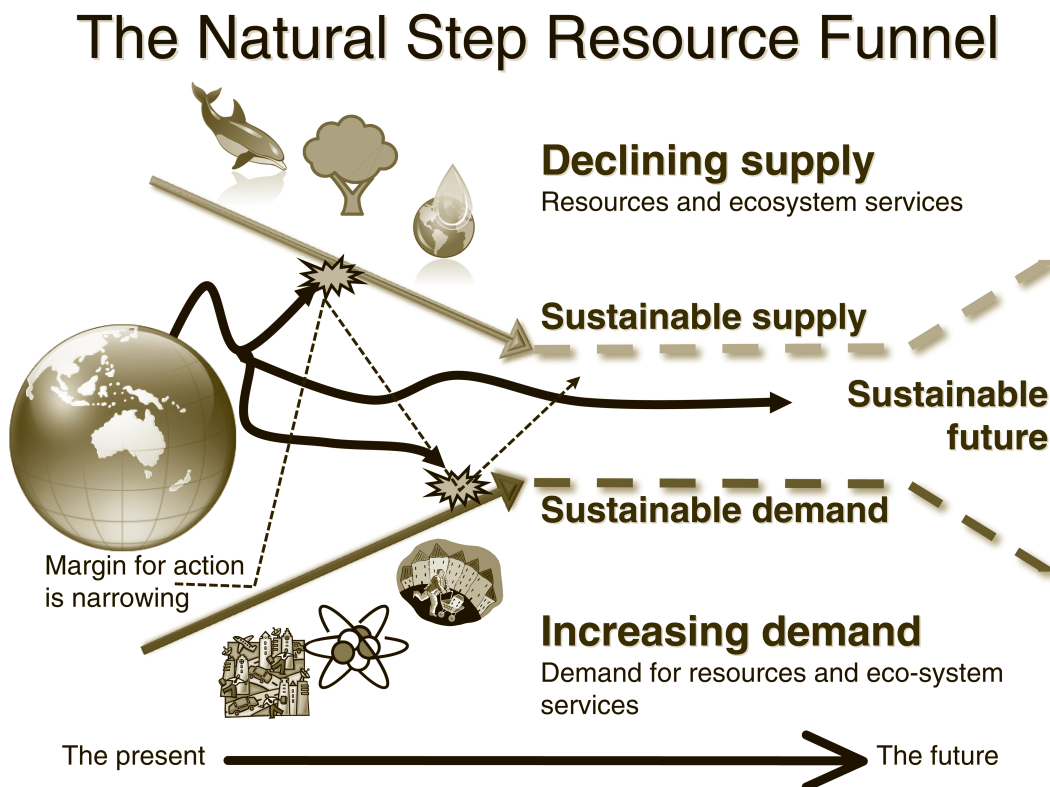 The Natural Step Resource Funnel
Declining supply
Resources and ecosystem services
Sustainable supply
Sustainable
future
Sustainable demand
Margin for action
is narrowing
Increasing demand
Demand for resources and eco-system
services
The present
The future